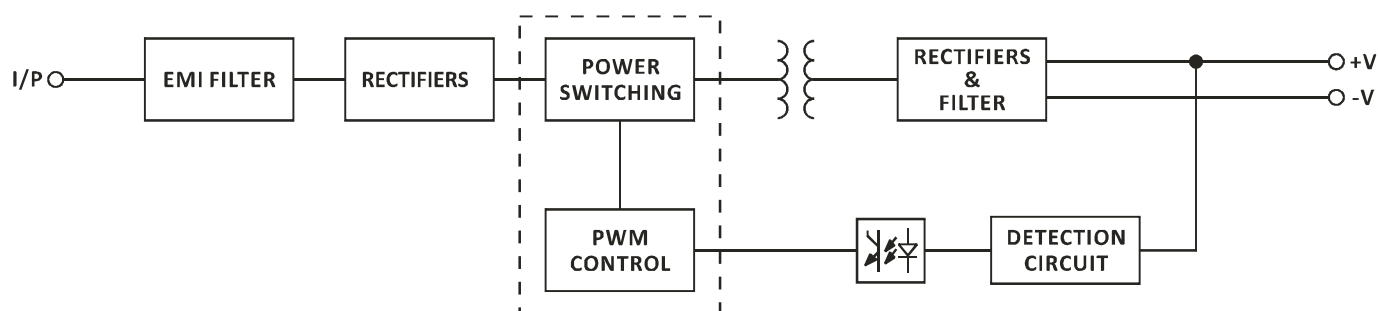 I/P
EMI FILTER
RECTIFIERS
POWER
SWITCHING
RECTIFIERS
&
FILTER
+V
-V
PWM
CONTROL
DETECTION
CIRCUIT